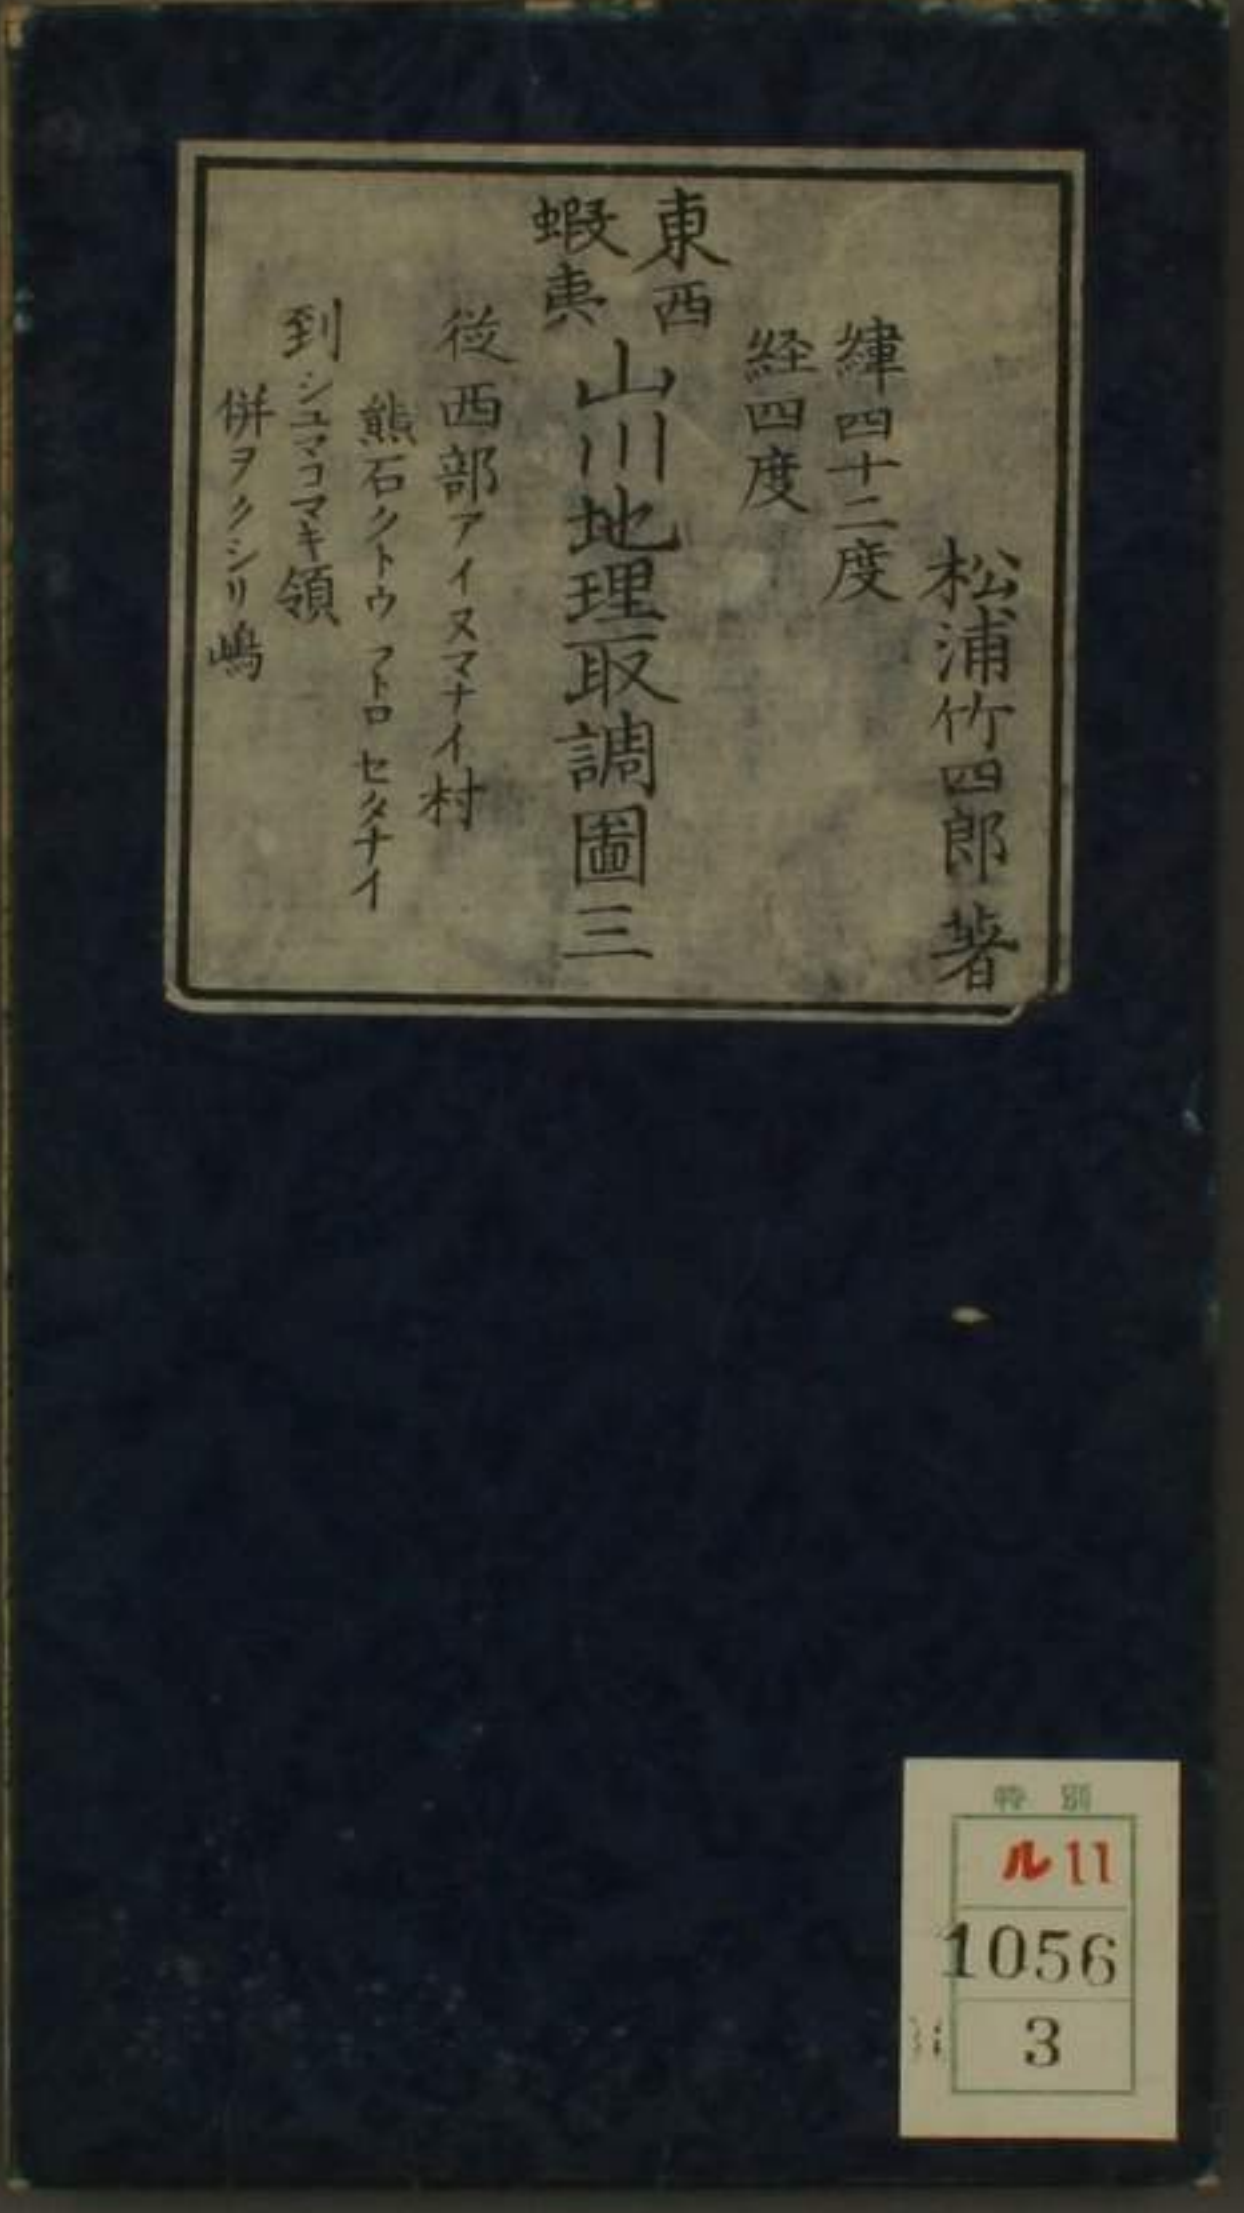 松浦竹四郎著
緯四十二度
経四度
東西
蝦夷
山川地理取調圖三
従西部アイヌマナイ村
熊石クトウ フトロ セタナイ
到シユマコマキ領
併ヲクシリ嶋
特別
ル11
1056
3